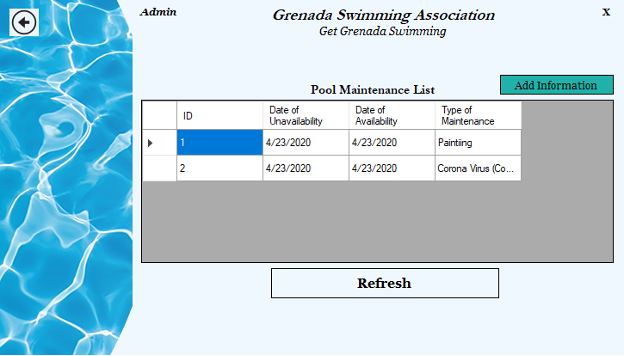 Admin
Grenada Swimming Association
x
Get Grenada Swimming
Add Information
Pool Maintenance List
ID
Date of
Unavailability
Date of
Availability
Type of
Maintenance
1 4/23/2020 4/23/2020 Paintiing
2 4/23/2020 4/23/2020 Corona Virus (Co...
Refresh